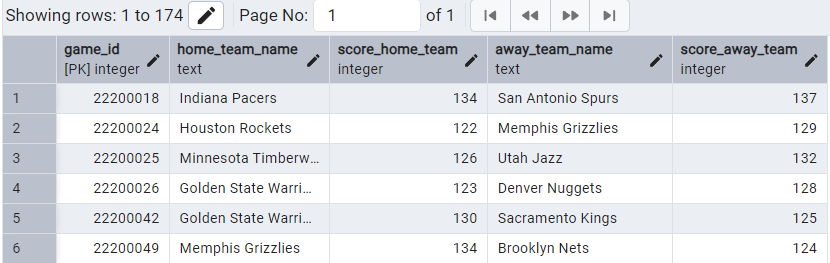 Showing rows: 1 to 174 Page No: 1 of 1
game_id home_team_name score_home_team away_team_name score_away_team
[PK] integer text integer text integer
1 22200018 Indiana Pacers 134 San Antonio Spurs 137
2 22200024 Houston Rockets 122 Memphis Grizzlies 129
3 22200025 Minnesota Timberw... 126 Utah Jazz 132
4 22200026 Golden State Warri... 123 Denver Nuggets 128
5 22200042 Golden State Warri... 130 Sacramento Kings 125
6 22200049 Memphis Grizzlies 134 Brooklyn Nets 124